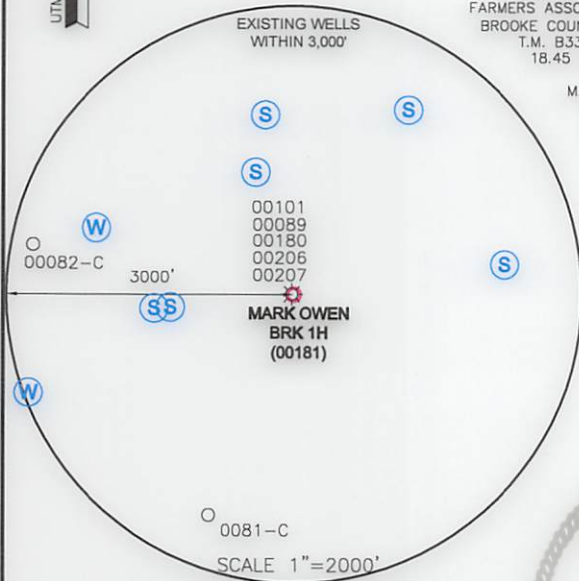 UTM
FARMERS ASSO
BROOKE COUN
T.M. B33
18.45
M
EXISTING WELLS
WITHIN 3,000'
S
S
S
W
00101
00089
00180
00206
00207
00082-C
3000'
S
S S
MARK OWEN
BRK 1H
(00181)
W
0081-C
SCALE 1"=2000'